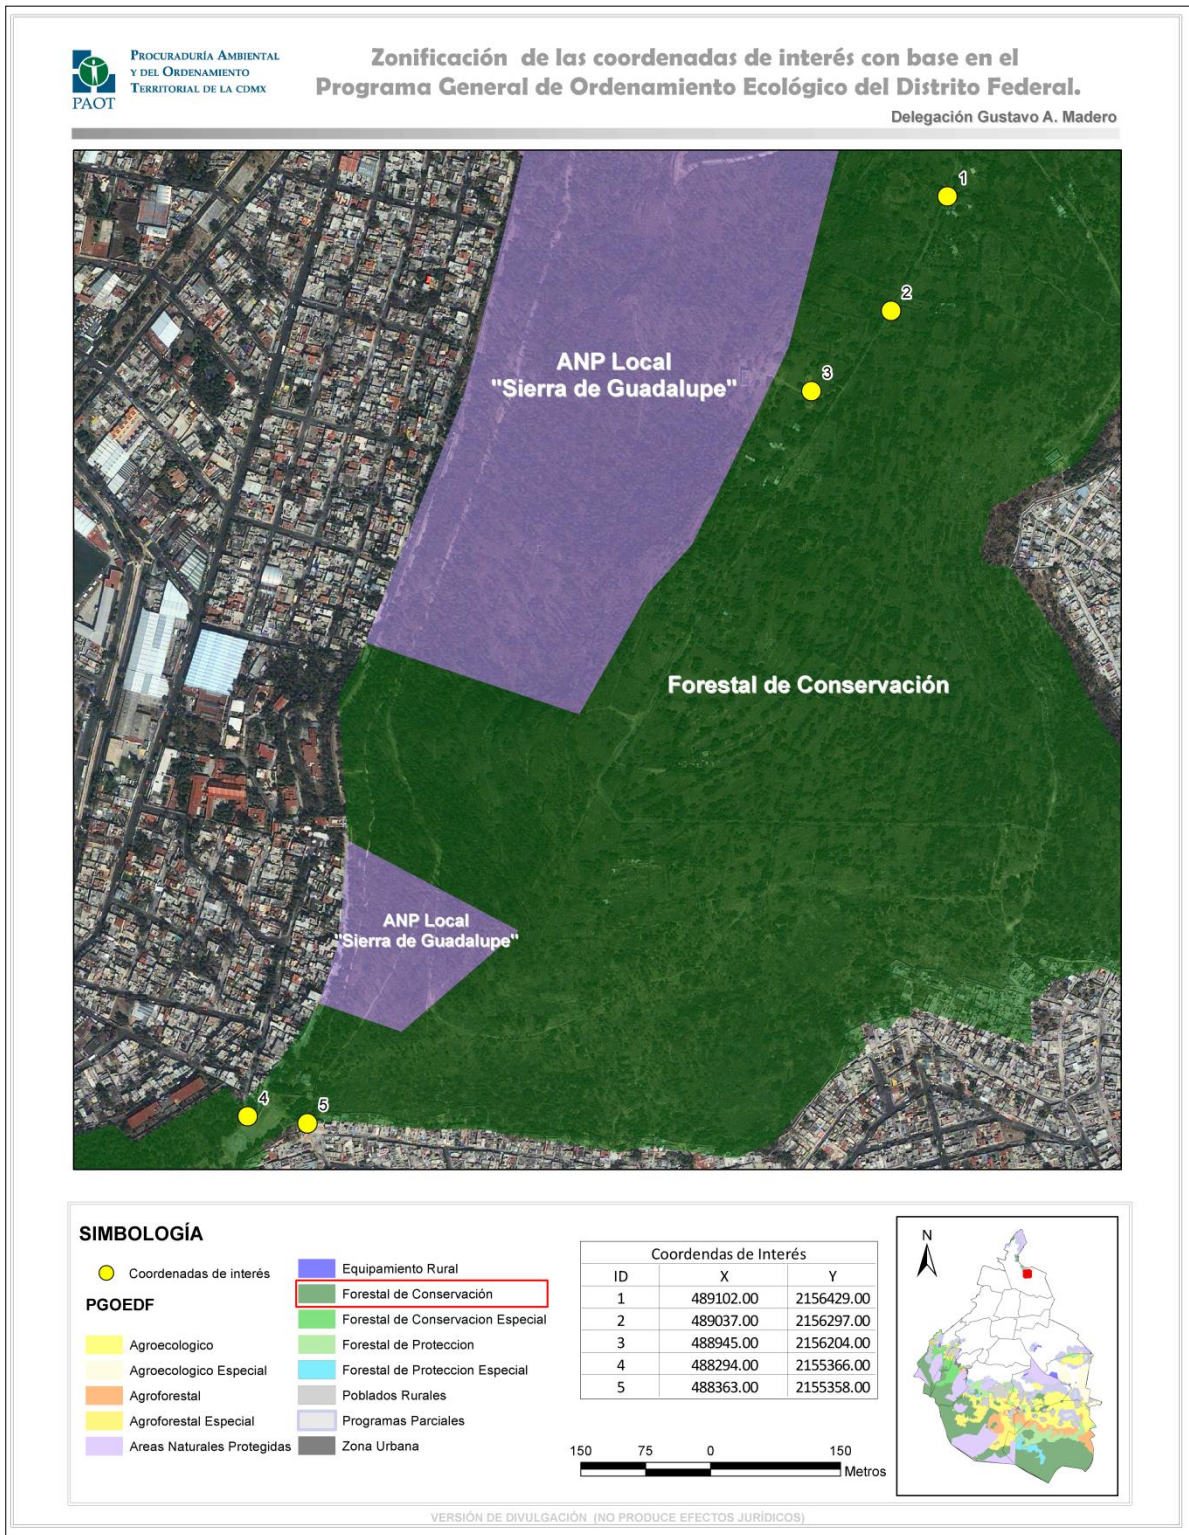 PAOT
PROCURADURÍA AMBIENTAL
Y DEL ORDENAMIENTO
TERRITORIAL DE LA CDMX
Zonificación de las coordenadas de interés con base en el
Programa General de Ordenamiento Ecológico del Distrito Federal.
Delegación Gustavo A. Madero
1
2
3
ANP Local
"Sierra de Guadalupe"
Forestal de Conservación
ANP Local
"Sierra de Guadalupe"
4
5
SIMBOLOGÍA
Coordenadas de interés
PGOEDF
Agroecologico
Agroecologico Especial
Agroforestal
Agroforestal Especial
Areas Naturales Protegidas
Equipamiento Rural
Forestal de Conservación
Forestal de Conservacion Especial
Forestal de Proteccion
Forestal de Proteccion Especial
Poblados Rurales
Programas Parciales
Zona Urbana
Coordendas de Interés
ID X Y
1 489102.00 2156429.00
2 489037.00 2156297.00
3 488945.00 2156204.00
4 488294.00 2155366.00
5 488363.00 2155358.00
150 75 0 150
Metros
N
VERSIÓN DE DIVULGACIÓN (NO PRODUCE EFECTOS JURÍDICOS)